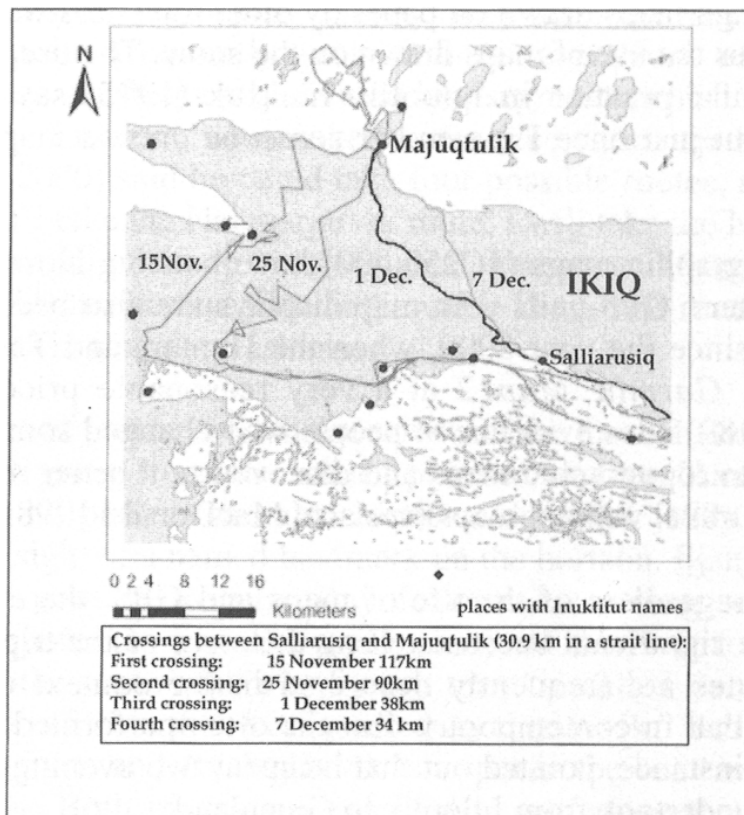 N
Majuqtulik
15Nov.
25 Nov.
1 Dec.
7 Dec.
IKIQ
Salliarusiq
0 2 4 8 12 16
Kilometers
places with Inuktitut names
Crossings between Salliarusiq and Majuqtulik (30.9 km in strait line):
First crossing: 15 November 117km
Second crossing: 25 November 90km
Third crossing: 1 December 38km
Fourth crossing: 7 December 34 km